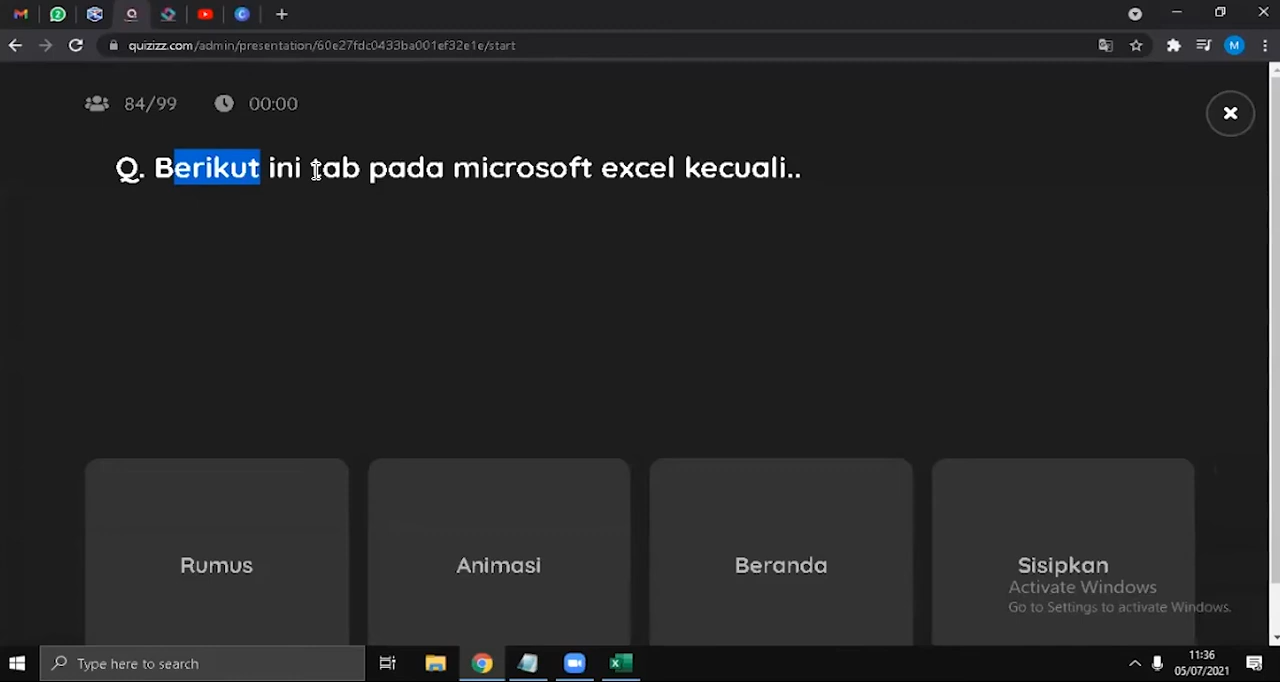 quizizz.com/admin/presentation/60e27fdc0433ba001ef32e1e/start
M
84/99
00:00
Q. Berikut ini tab pada microsoft excel kecuali..
Rumus
Animasi
Beranda
Sisipkan
Activate Windows
Go to Settings to activate Windows.
Type here to search
11:36
05/07/2021